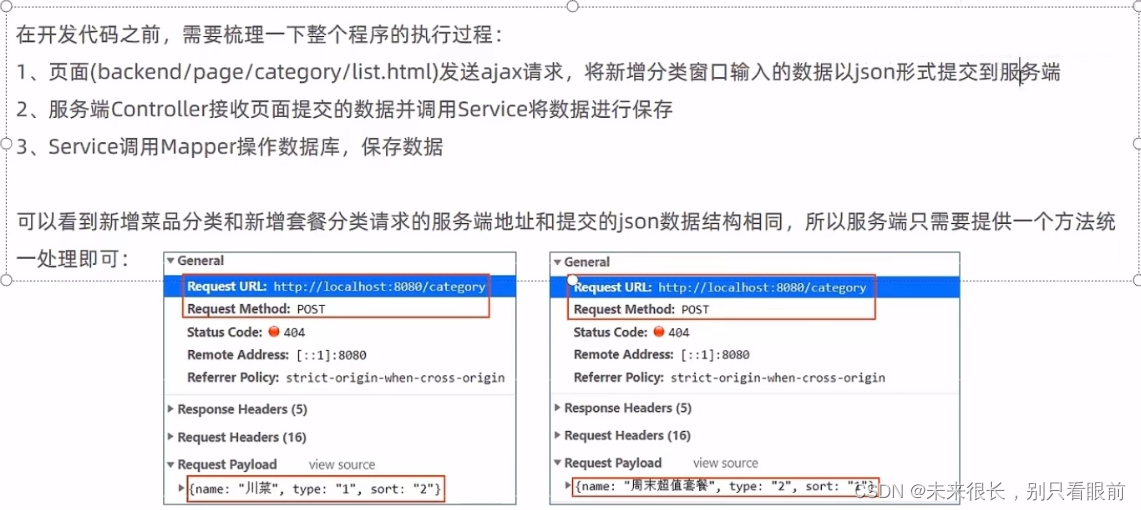 在开发代码之前，需要梳理一下整个程序的执行过程：
1、页面(backend/page/category/list.html)发送ajax请求，将新增分类窗口输入的数据以json形式提交到服务端
2、服务端Controller接收页面提交的数据并调用Service将数据进行保存
3、Service调用Mapper操作数据库，保存数据
可以看到新增菜品分类和新增套餐分类请求的服务端地址和提交的json数据结构相同，所以服务端只需要提供一个方法统
一处理即可：
General
Request URL: http://localhost:8080/category
Request Method: POST
Status Code: 404
Remote Address: [::1]:8080
Referrer Policy: strict-origin-when-cross-origin
Response Headers (5)
Request Headers (16)
Request Payload view source
{name: "川菜", type: "1", sort: "2"}
General
Request URL: http://localhost:8080/category
Request Method: POST
Status Code: 404
Remote Address: [::1]:8080
Referrer Policy: strict-origin-when-cross-origin
Response Headers (5)
Request Headers (16)
Request Payload view source
{name: "周末超值套餐", type: "2", sort: "1"}
CSDN @未来很长，别只看眼前